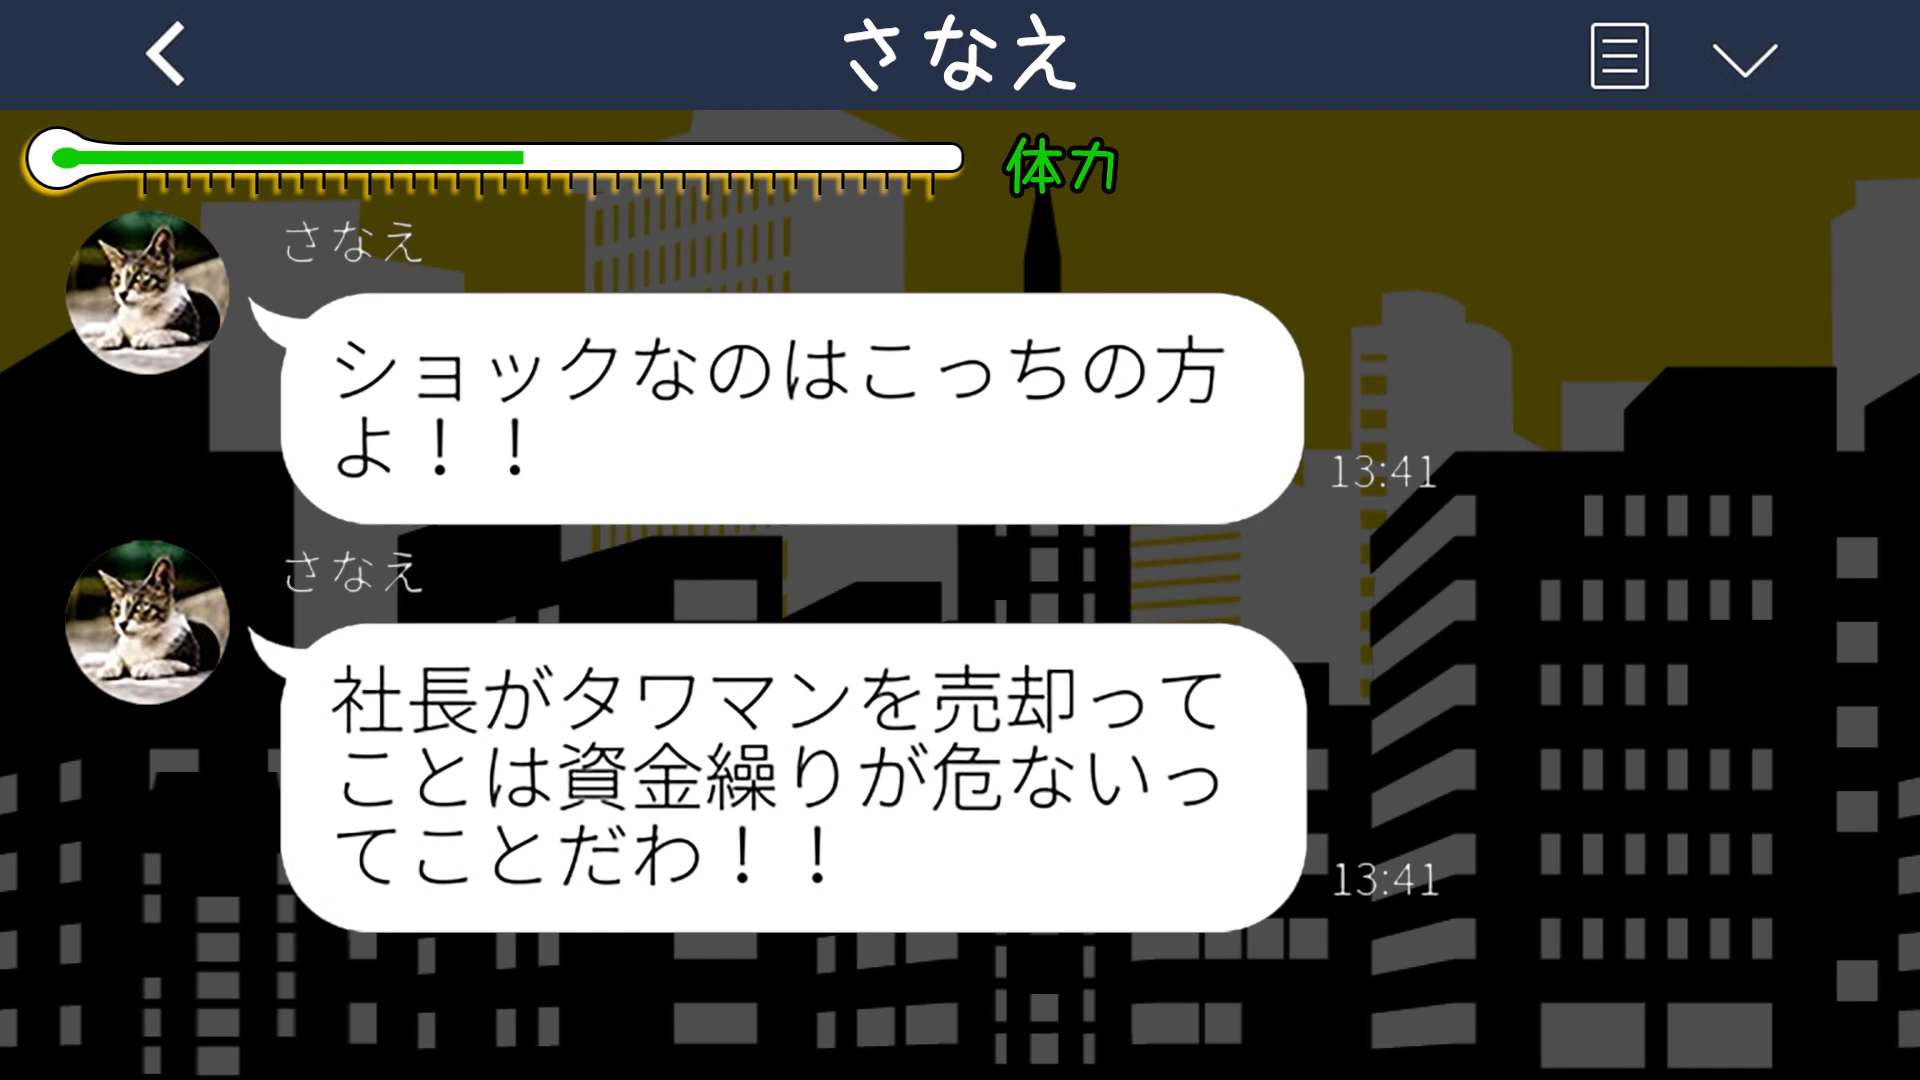 さなえ
体力
さなえ
ショックなのはこっちの方
よ！！
13:41
さなえ
社長がタワマンを売却って
ことは資金繰りが危ないっ
てことだわ！！
13:41